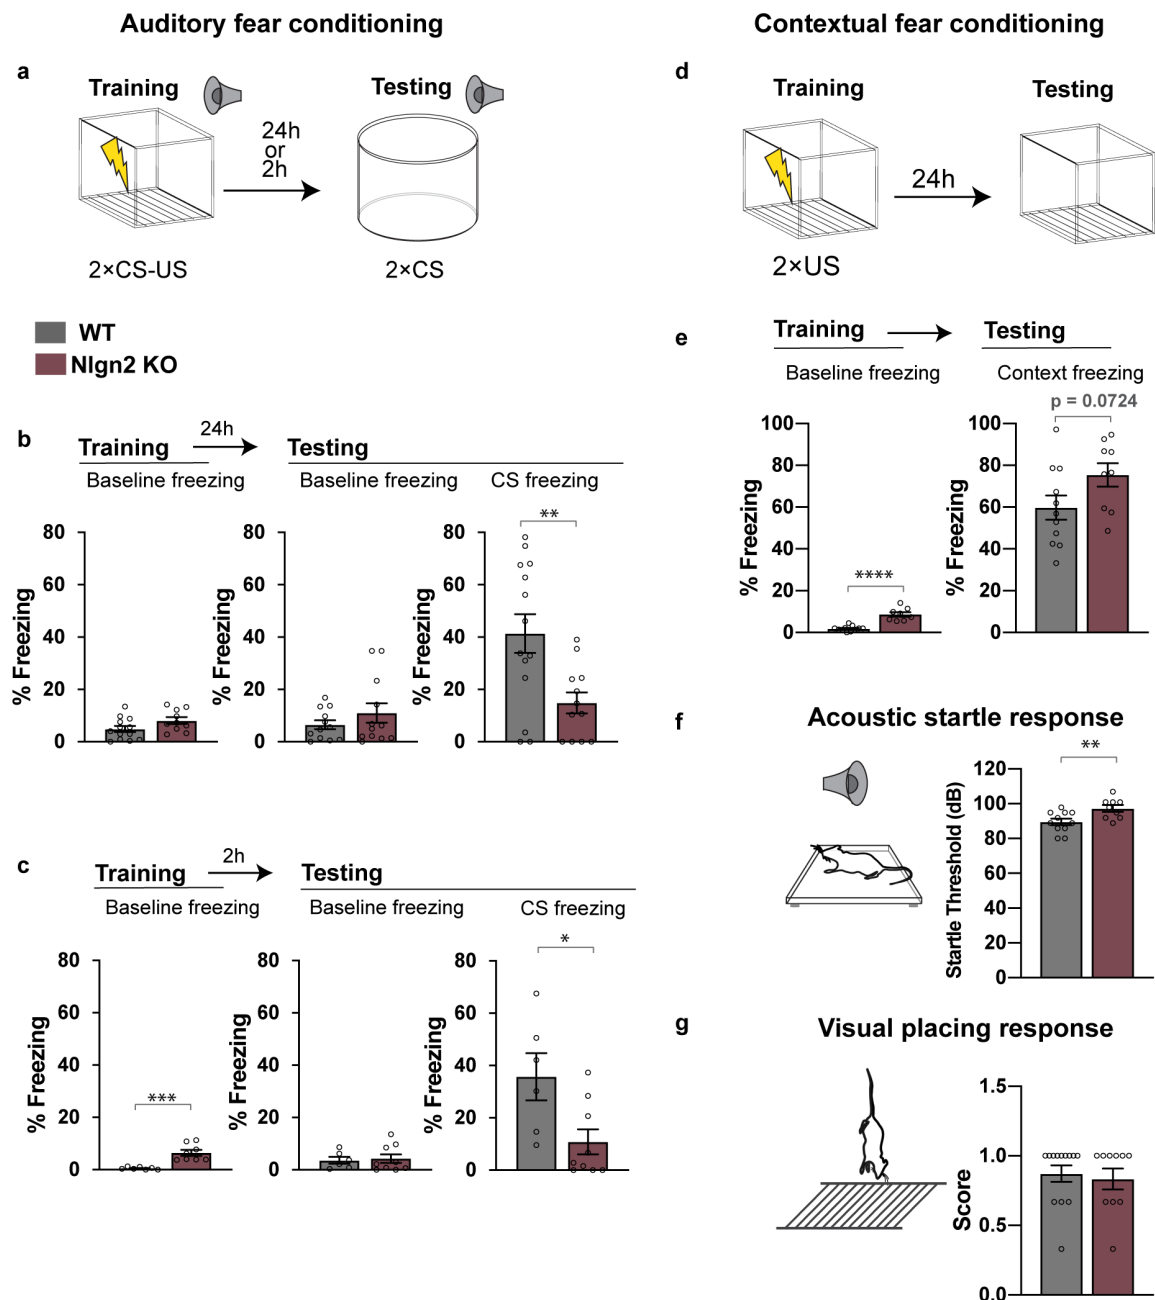 Auditory fear conditioning
a
Training
Testing
24h
or
2h
2×CS-US
2×CS
WT
Nlgn2 KO
b
Training
24h
Testing
Baseline freezing
Baseline freezing
CS freezing
**
% Freezing
80
60
40
20
0
% Freezing
80
60
40
20
0
% Freezing
80
60
40
20
0
c
Training
2h
Testing
Baseline freezing
Baseline freezing
CS freezing
***
*
% Freezing
80
60
40
20
0
% Freezing
80
60
40
20
0
% Freezing
80
60
40
20
0
Contextual fear conditioning
d
Training
Testing
24h
2×US
e
Training
Testing
Baseline freezing
Context freezing
p = 0.0724
****
% Freezing
100
80
60
40
20
0
% Freezing
100
80
60
40
20
0
f
Acoustic startle response
**
Startle Threshold (dB)
120
100
80
60
40
20
0
g
Visual placing response
Score
1.5
1.0
0.5
0.0